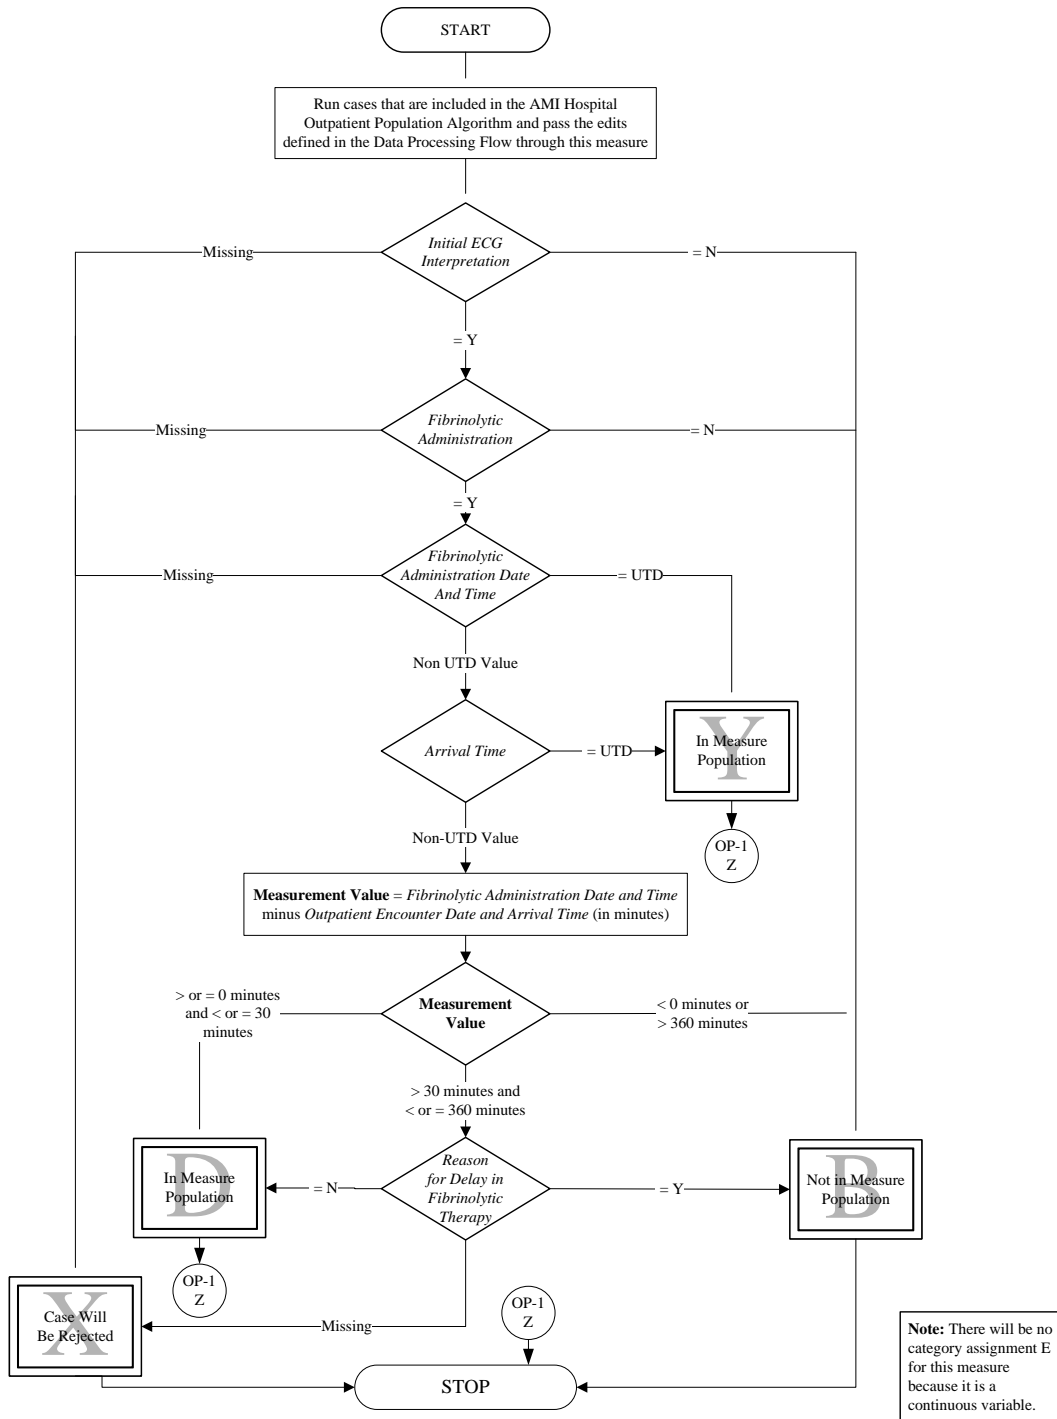 START
Run cases that are included in the AMI Hospital
Outpatient Population Algorithm and pass the edits
defined in the Data Processing Flow through this measure
Initial ECG
Interpretation
Missing
= N
= Y
Fibrinolytic
Administration
Missing
= N
= Y
Fibrinolytic
Administration Date
And Time
Missing
= UTD
Non UTD Value
Arrival Time
= UTD
Y
In Measure
Population
OP-1
Z
Non-UTD Value
Measurement Value = Fibrinolytic Administration Date and Time
minus Outpatient Encounter Date and Arrival Time (in minutes)
Measurement
Value
> or = 0 minutes
and < or = 30
minutes
< 0 minutes or
> 360 minutes
> 30 minutes and
< or = 360 minutes
Reason
for Delay in
Fibrinolytic
Therapy
= N
= Y
D
In Measure
Population
B
Not in Measure
Population
OP-1
Z
X
Case Will
Be Rejected
Missing
OP-1
Z
STOP
Note: There will be no
category assignment E
for this measure
because it is a
continuous variable.